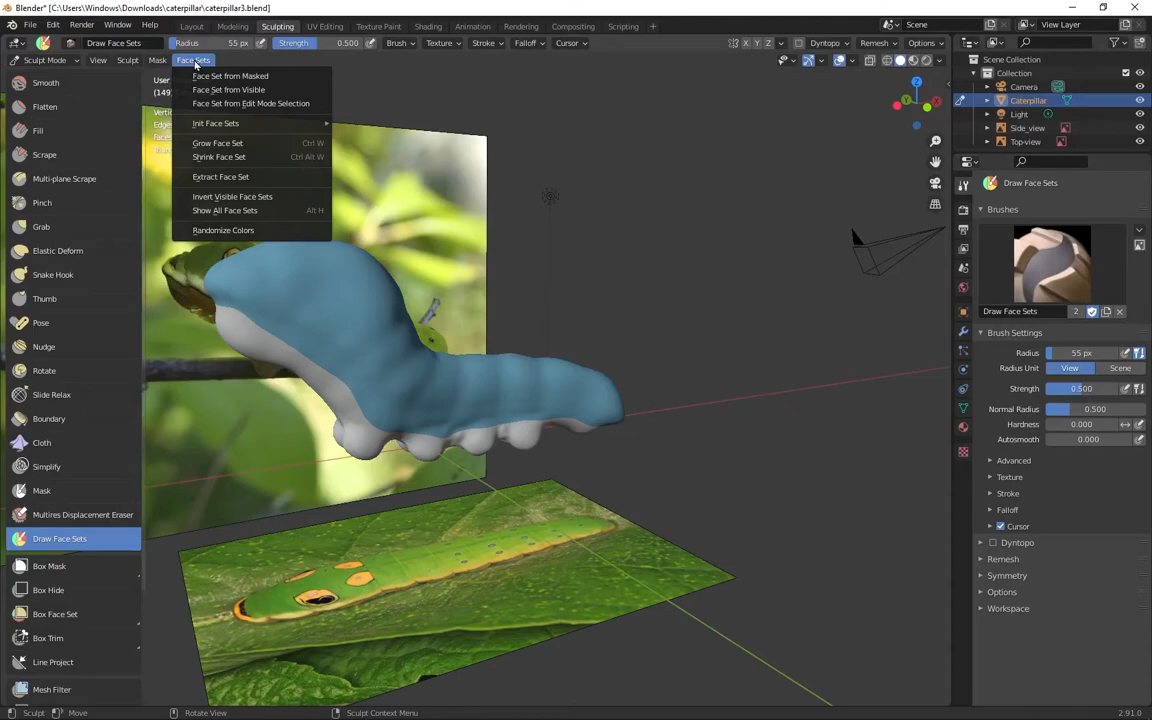 Blender* [C:\Users\Windows\Downloads\caterpillar\caterpillar3.blend]
File Edit Render Window Help Layout Modeling Sculpting UV Editing Texture Paint Shading Animation Rendering Compositing Scripting + Scene View Layer
Draw Face Sets Radius 55 px Strength 0.500 Brush Texture Stroke Falloff Cursor X Y Z Dyntopo Remesh Options
Sculpt Mode View Sculpt Mask Face Sets
Scene Collection
Collection
Camera
Caterpillar
Light
Side_view
Top-view
Smooth
Flatten
Fill
Scrape
Multi-plane Scrape
Pinch
Grab
Elastic Deform
Snake Hook
Thumb
Pose
Nudge
Rotate
Slide Relax
Boundary
Cloth
Simplify
Mask
Multires Displacement Eraser
Draw Face Sets
Box Mask
Box Hide
Box Face Set
Box Trim
Line Project
Mesh Filter
Face Set from Masked
Face Set from Visible
Face Set from Edit Mode Selection
Init Face Sets
Grow Face Set Ctrl W
Shrink Face Set Ctrl Alt W
Extract Face Set
Invert Visible Face Sets
Show All Face Sets Alt H
Randomize Colors
User
(149)
Z
Y
X
Draw Face Sets
Brushes
Draw Face Sets 2
Brush Settings
Radius 55 px
Radius Unit View Scene
Strength 0.500
Normal Radius 0.500
Hardness 0.000
Autosmooth 0.000
Advanced
Texture
Stroke
Falloff
Cursor
Dyntopo
Remesh
Symmetry
Options
Workspace
Sculpt Move Rotate View Sculpt Context Menu 2.91.0